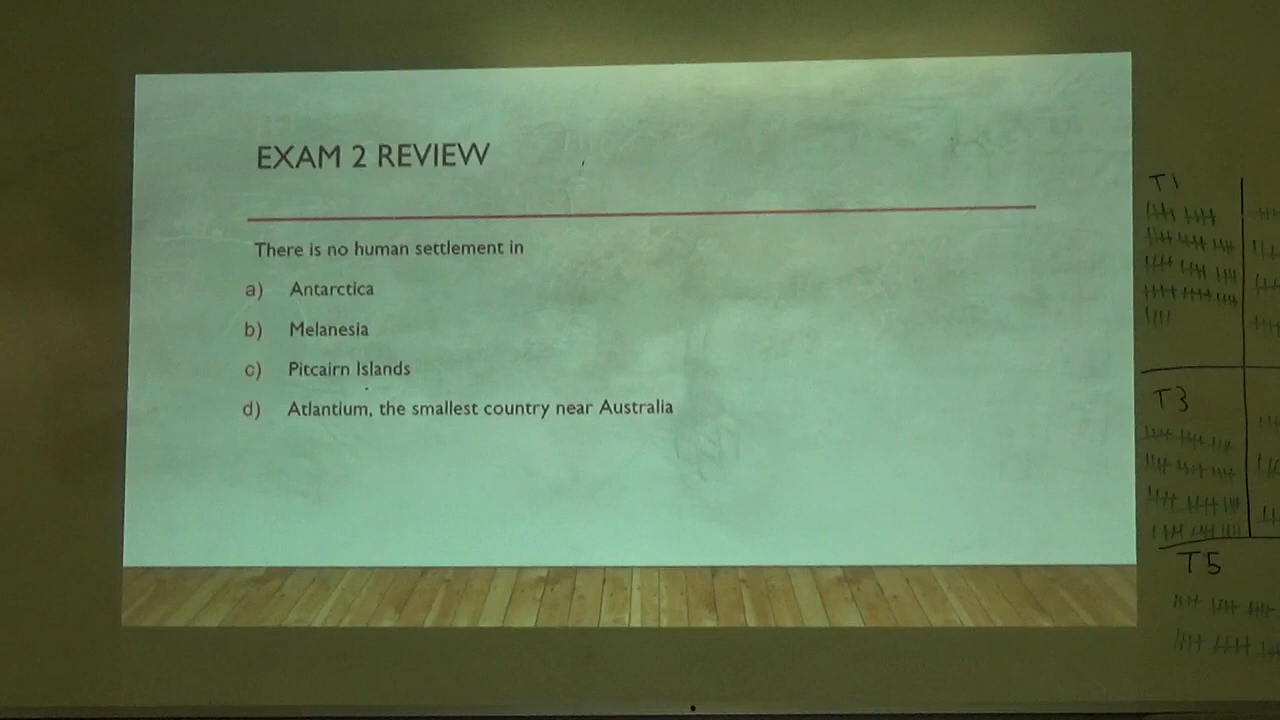 EXAM 2 REVIEW
There is no human settlement in
a) Antarctica
b) Melanesia
c) Pitcairn Islands
d) Atlantium, the smallest country near Australia
T1
T3
T5